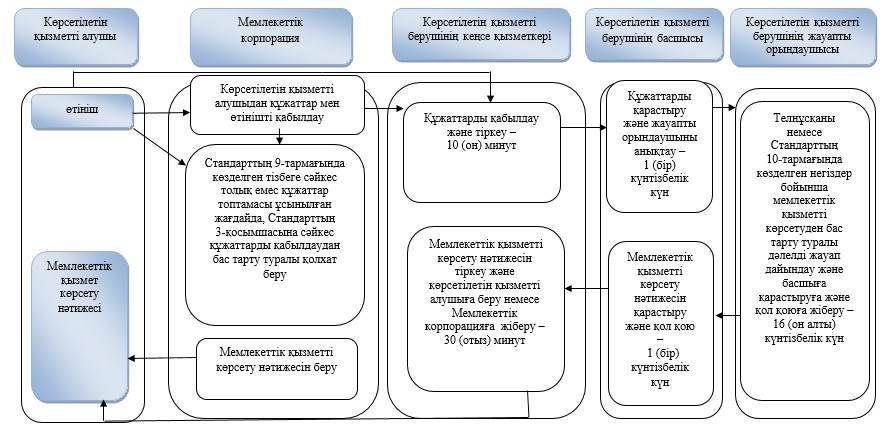 Көрсетілетін
қызметті алушы
Мемлекеттік
корпорация
Көрсетілетін қызметті
берушінің кеңсе қызметкері
Көрсетілетін қызметті
берушінің басшысы
Көрсетілетін қызметті
берушінің жауапты
орындаушысы
өтініш
Көрсетілетін қызметті
алушыдан құжаттар мен
өтінішті қабылдау
Стандарттың 9-тармағында
көзделген тізбеге сәйкес
толық емес құжаттар
топтамасы ұсынылған
жағдайда, Стандарттың
3-қосымшасына сәйкес
құжаттарды қабылдаудан
бас тарту туралы қолхат
беру
Мемлекеттік қызметті
көрсету нәтижесін беру
Мемлекеттік
қызмет
көрсету
нәтижесі
Құжаттарды қабылдау
және тіркеу –
10 (он) минут
Мемлекеттік қызметті
көрсету нәтижесін
тіркеу және
көрсетілетін қызметті
алушыға беру немесе
Мемлекеттік
корпорацияға жіберу –
30 (отыз) минут
Құжаттарды
қарастыру
және жауапты
орындаушыны
анықтау –
1 (бір)
күнтізбелік
күн
Мемлекеттік
қызметті
көрсету
нәтижесін
қарастыру
және қол қою
–
1 (бір)
күнтізбелік
күн
Телнұсқаны
немесе
Стандарттың
10-тармағында
көзделген негіздер
бойынша
мемлекеттік
қызметті
көрсетуден бас
тарту туралы
дәлелді жауап
дайындау және
басшыға
қарастыруға және
қол қоюға жіберу –
16 (он алты)
күнтізбелік күн